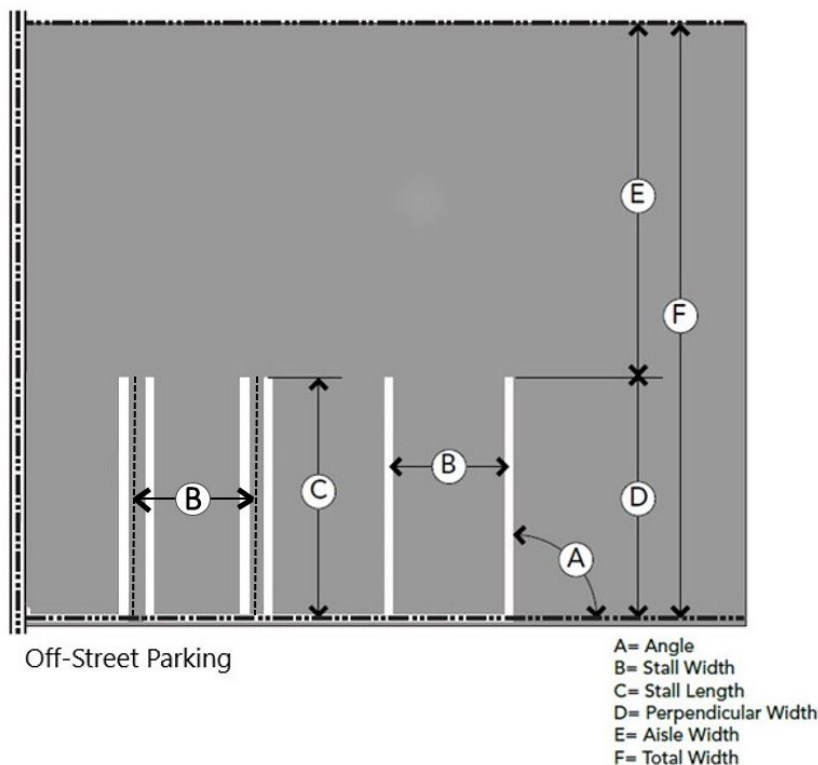 E
F
B
C
B
D
A
Off-Street Parking
A= Angle
B= Stall Width
C= Stall Length
D= Perpendicular Width
E= Aisle Width
F= Total Width